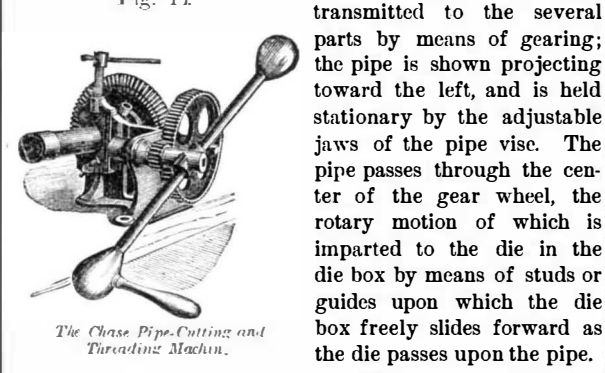 transmitted to the several
parts by means of gearing;
the pipe is shown projecting
toward the left, and is held
stationary by the adjustable
jaws of the pipe vise. The
pipe passes through the cen-
ter of the gear wheel, the
rotary motion of which is
imparted to the die in the
die box by means of studs or
guides upon which the die
box freely slides forward as
the die passes upon the pipe.
The Chase Pipe-Cutting and
Threading Machin.